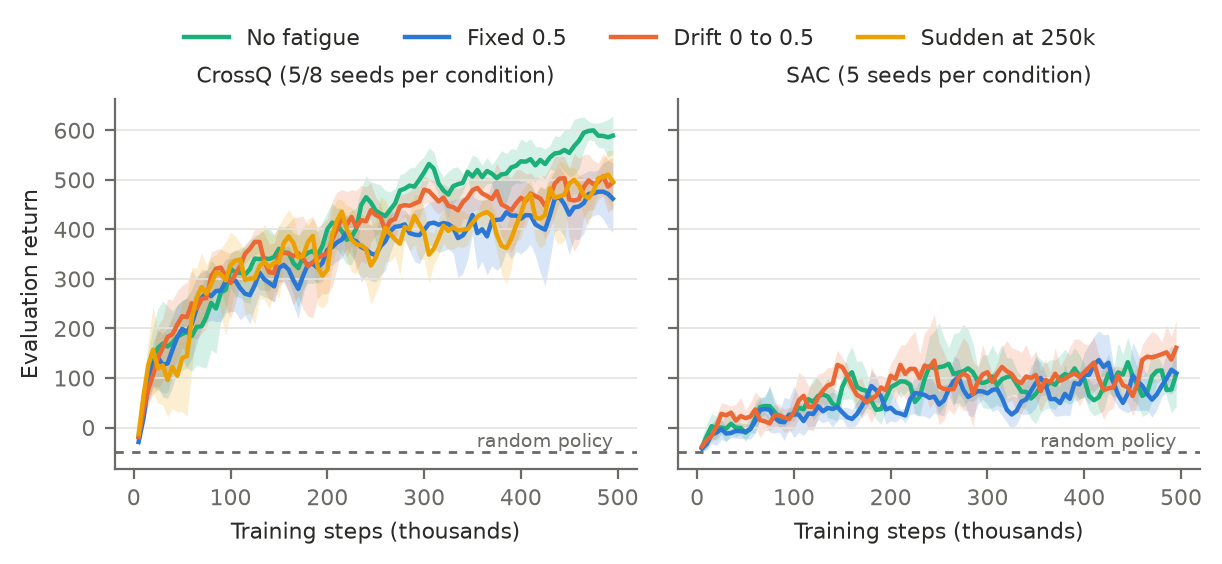 No fatigue Fixed 0.5 Drift 0 to 0.5 Sudden at 250k
CrossQ (5/8 seeds per condition)
Evaluation return
600
500
400
300
200
100
0
random policy
0 100 200 300 400 500
Training steps (thousands)
SAC (5 seeds per condition)
random policy
0 100 200 300 400 500
Training steps (thousands)